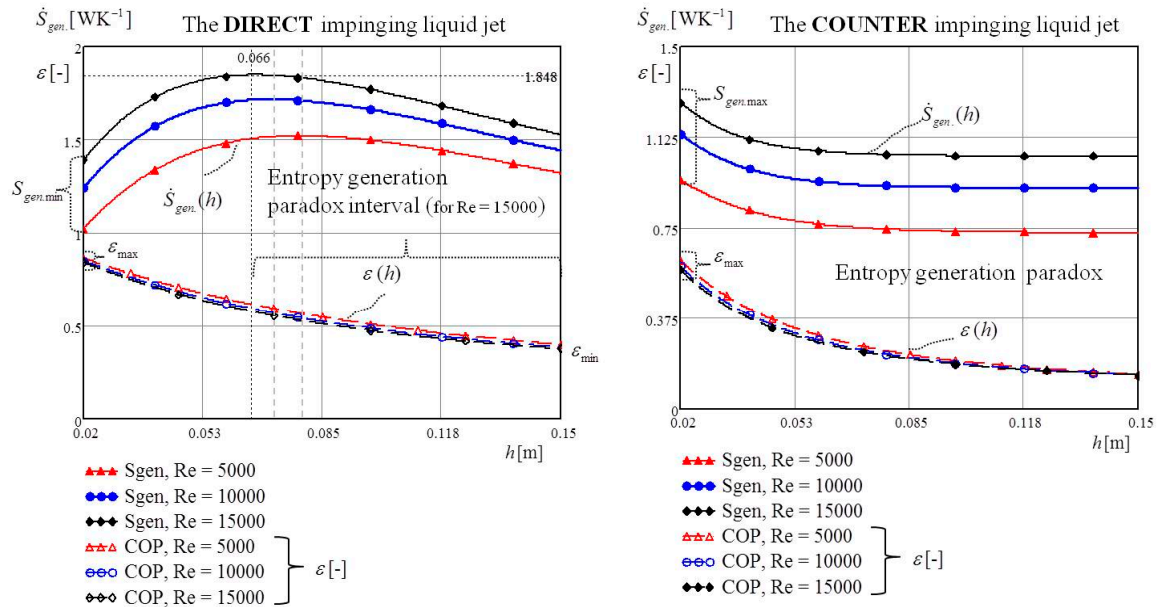 Ṡgen.[WK⁻¹] The DIRECT impinging liquid jet
ε[-]
2
0.066
1.848
1.5
1
0.5
0
Sgen.min
Ṡgen.(h)
Entropy generation
paradox interval (for Re = 15000)
εmax
ε(h)
εmin
0.02 0.053 0.085 0.118 0.15
h[m]
Sgen, Re = 5000
Sgen, Re = 10000
Sgen, Re = 15000
COP, Re = 5000
COP, Re = 10000
COP, Re = 15000
ε[-]
Ṡgen.[WK⁻¹] The COUNTER impinging liquid jet
ε[-]
1.5
1.125
0.75
0.375
0
Sgen.max
Ṡgen.(h)
εmax
Entropy generation paradox
ε(h)
0.02 0.053 0.085 0.118 0.15
h[m]
Sgen, Re = 5000
Sgen, Re = 10000
Sgen, Re = 15000
COP, Re = 5000
COP, Re = 10000
COP, Re = 15000
ε[-]